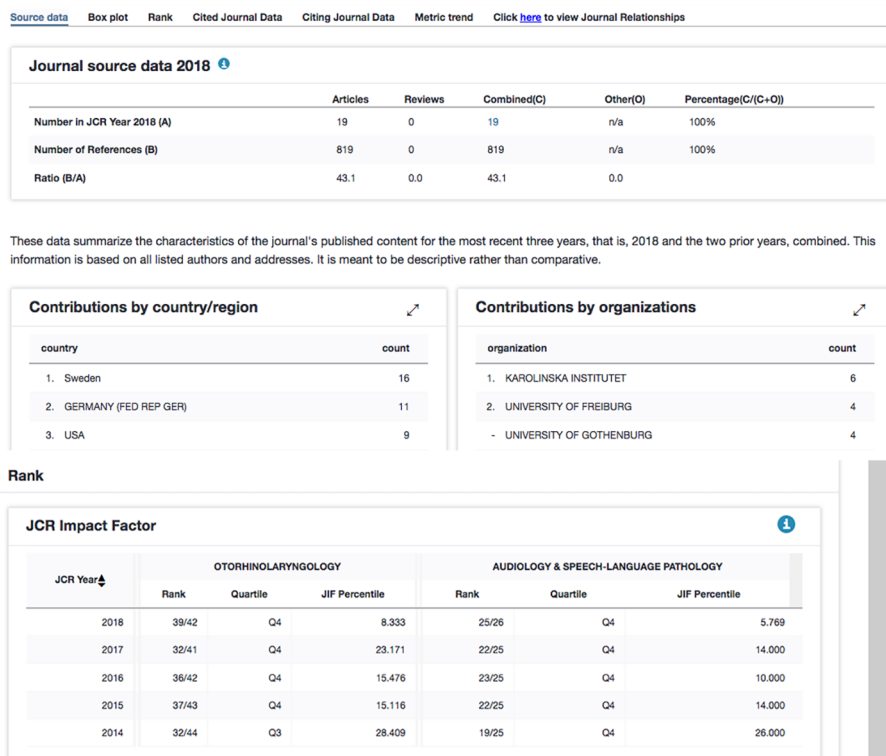 Source data Box plot Rank Cited Journal Data Citing Journal Data Metric trend Click here to view Journal Relationships
Journal source data 2018
Articles Reviews Combined(C) Other(O) Percentage(C/(C+O))
Number in JCR Year 2018 (A) 19 0 19 n/a 100%
Number of References (B) 819 0 819 n/a 100%
Ratio (B/A) 43.1 0.0 43.1 0.0
These data summarize the characteristics of the journal's published content for the most recent three years, that is, 2018 and the two prior years, combined. This
information is based on all listed authors and addresses. It is meant to be descriptive rather than comparative.
Contributions by country/region
country count
1. Sweden 16
2. GERMANY (FED REP GER) 11
3. USA 9
Contributions by organizations
organization count
1. KAROLINSKA INSTITUTET 6
2. UNIVERSITY OF FREIBURG 4
- UNIVERSITY OF GOTHENBURG 4
Rank
JCR Impact Factor
JCR Year OTORHINOLARYNGOLOGY AUDIOLOGY & SPEECH-LANGUAGE PATHOLOGY
Rank Quartile JIF Percentile Rank Quartile JIF Percentile
2018 39/42 Q4 8.333 25/26 Q4 5.769
2017 32/41 Q4 23.171 22/25 Q4 14.000
2016 36/42 Q4 15.476 23/25 Q4 10.000
2015 37/43 Q4 15.116 22/25 Q4 14.000
2014 32/44 Q3 28.409 19/25 Q4 26.000